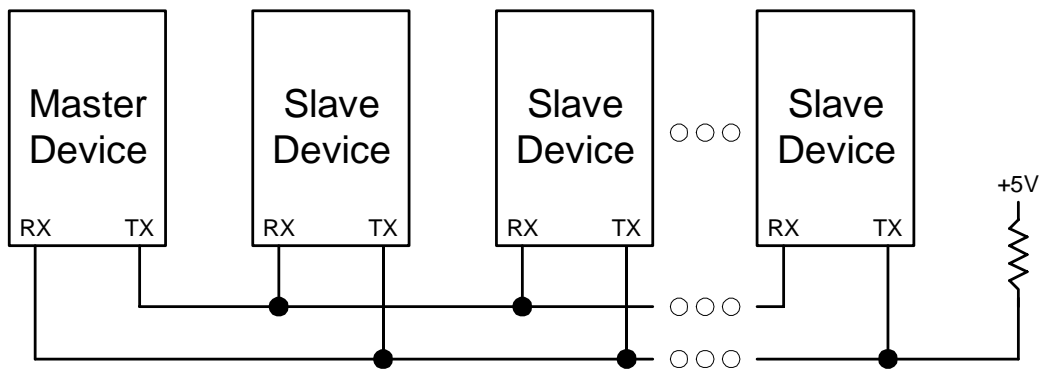 Master
Device
Slave
Device
Slave
Device
Slave
Device
+5V
RX TX
RX TX
RX TX
RX TX